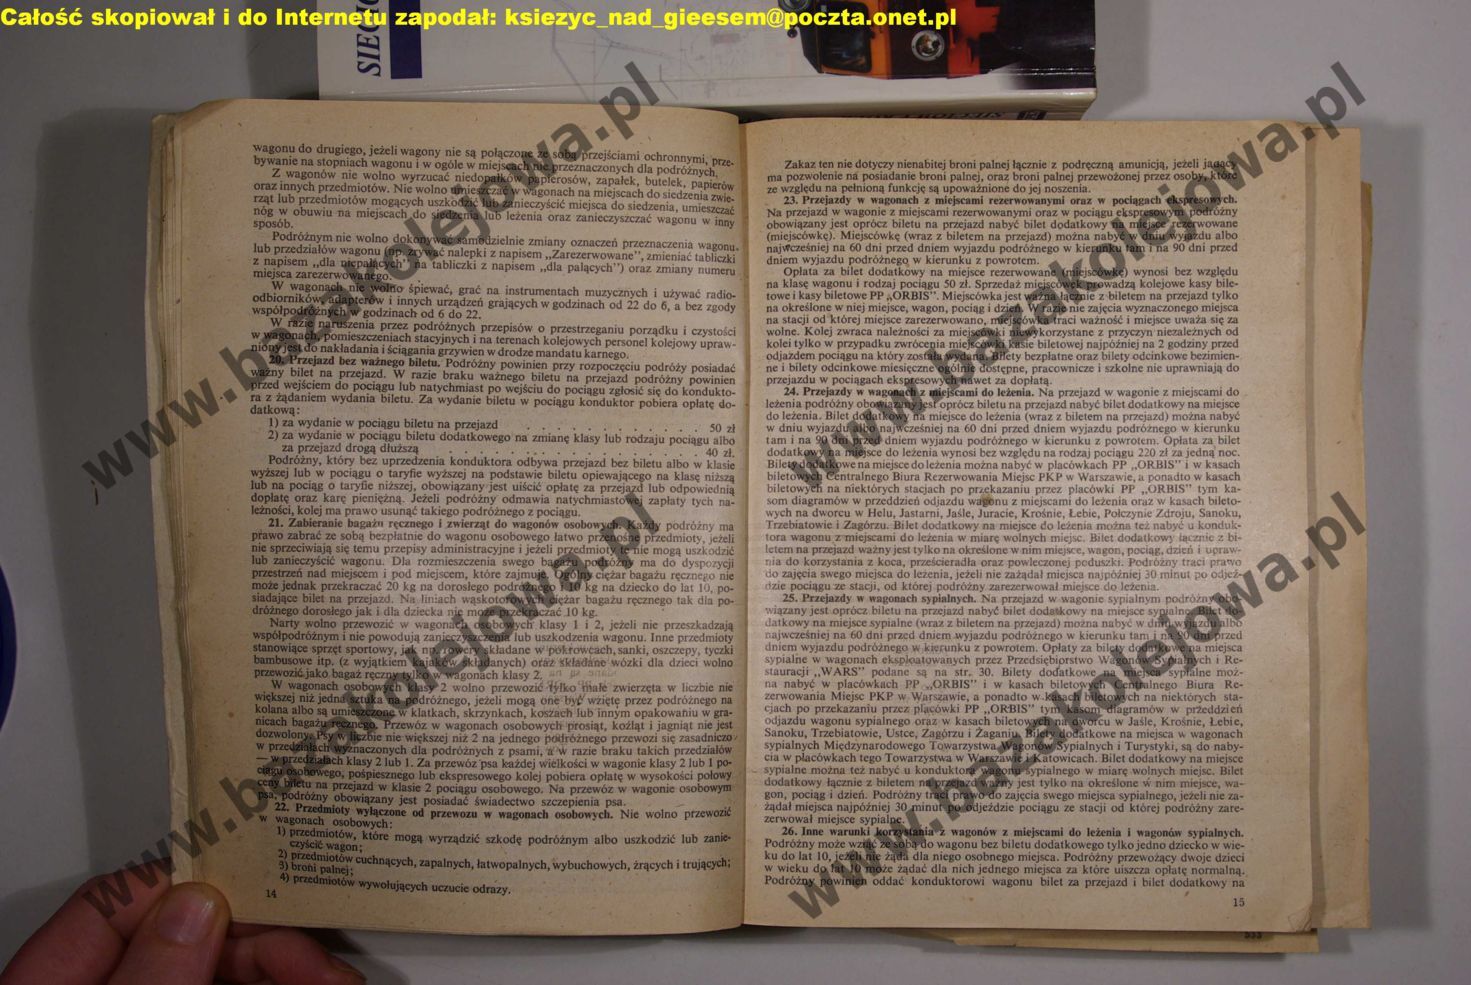 Całość skopiował i do Internetu zapodał: ksiezyc_nad_gieesem@poczta.onet.pl
wagonu do drugiego, jeżeli wagony nie są połączone ze sobą przejściami ochronnymi, prze-
bywanie na stopniach wagonu i w ogóle w miejscach nie przeznaczonych dla podróżnych.
Z wagonów nie wolno wyrzucać niedopałków papierosów, zapałek, butelek, papierów
oraz innych przedmiotów. Nie wolno umieszczać w wagonach na miejscach do siedzenia zwie-
rząt lub przedmiotów mogących uszkodzić lub zanieczyścić miejsca do siedzenia, umieszczać
nóg w obuwiu na miejscach do siedzenia lub leżenia oraz zanieczyszczać wagonu w inny
sposób.
Podróżnym nie wolno dokonywać samodzielnie zmiany oznaczeń przeznaczenia wagonu
lub przedziałów wagonu (np. zrywać nalepki z napisem „Zarezerwowane”, zmieniać tabliczki
z napisem „dla niepalących” na tabliczki z napisem „dla palących”) oraz zmiany numeru
miejsca zarezerwowanego.
W wagonach nie wolno śpiewać, grać na instrumentach muzycznych i używać radio-
odbiorników, adapterów i innych urządzeń grających w godzinach od 22 do 6, a bez zgody
współpodróżnych w godzinach od 6 do 22.
W razie naruszenia przez podróżnych przepisów o przestrzeganiu porządku i czystości
w wagonach, pomieszczeniach stacyjnych i na terenach kolejowych personel kolejowy upraw-
niony jest do nakładania i ściągania grzywien w drodze mandatu karnego.
20. Przejazd bez ważnego biletu. Podróżny powinien przy rozpoczęciu podróży posiadać
ważny bilet na przejazd. W razie braku ważnego biletu na przejazd podróżny powinien
przed wejściem do pociągu lub natychmiast po wejściu do pociągu zgłosić się do kondukto-
ra z żądaniem wydania biletu. Za wydanie biletu w pociągu konduktor pobiera opłatę do-
datkową:
1) za wydanie w pociągu biletu na przejazd . . . . . . . . . . . . . . 50 zł
2) za wydanie w pociągu biletu dodatkowego na zmianę klasy lub rodzaju pociągu albo
za przejazd drogą dłuższą . . . . . . . . . . . . . . . . . . . . . 40 zł.
Podróżny, który bez uprzedzenia konduktora odbywa przejazd bez biletu albo w klasie
wyższej lub w pociągu o taryfie wyższej na podstawie biletu opiewającego na klasę niższą
lub na pociąg o taryfie niższej, obowiązany jest uiścić opłatę za przejazd lub odpowiednią
dopłatę oraz karę pieniężną. Jeżeli podróżny odmawia natychmiastowej zapłaty tych na-
leżności, kolej ma prawo usunąć takiego podróżnego z pociągu.
21. Zabieranie bagażu ręcznego i zwierząt do wagonów osobowych. Każdy podróżny ma
prawo zabrać ze sobą bezpłatnie do wagonu osobowego łatwo przenośne przedmioty, jeżeli
nie sprzeciwiają się temu przepisy administracyjne i jeżeli przedmioty te nie mogą uszkodzić
lub zanieczyścić wagonu. Dla rozmieszczenia swego bagażu podróżny ma do dyspozycji
przestrzeń nad miejscem i pod miejscem, które zajmuje. Ogólny ciężar bagażu ręcznego nie
może jednak przekraczać 20 kg na dorosłego podróżnego i 10 kg na dziecko do lat 10, po-
siadające bilet na przejazd. Na liniach wąskotorowych ciężar bagażu ręcznego tak dla po-
dróżnego dorosłego jak i dla dziecka nie może przekraczać 10 kg.
Narty wolno przewozić w wagonach osobowych klasy 1 i 2, jeżeli nie przeszkadzają
współpodróżnym i nie powodują zanieczyszczenia lub uszkodzenia wagonu. Inne przedmioty
stanowiące sprzęt sportowy, jak np. rowery składane w pokrowcach, sanki, oszczepy, tyczki
bambusowe itp. (z wyjątkiem kajaków składanych) oraz składane wózki dla dzieci wolno
przewozić jako bagaż ręczny tylko w wagonach klasy 2.
W wagonach osobowych klasy 2 wolno przewozić tylko małe zwierzęta w liczbie nie
większej niż jedna sztuka na podróżnego, jeżeli mogą one być wzięte przez podróżnego na
kolana albo są umieszczone w klatkach, skrzynkach, koszach lub innym opakowaniu w gra-
nicach bagażu ręcznego. Przewóz w wagonach osobowych prosiąt, koźląt i jagniąt nie jest
dozwolony. Psy w liczbie nie większej niż 2 na jednego podróżnego przewozi się zasadniczo
w przedziałach wyznaczonych dla podróżnych z psami, a w razie braku takich przedziałów
— w przedziałach klasy 2 lub 1. Za przewóz psa każdej wielkości w wagonie klasy 2 lub 1 po-
ciągu osobowego, pospiesznego lub ekspresowego kolej pobiera opłatę w wysokości połowy
ceny biletu na przejazd w klasie 2 pociągu osobowego. Na przewóz w wagonie osobowym
psa, podróżny obowiązany jest posiadać świadectwo szczepienia psa.
22. Przedmioty wyłączone od przewozu w wagonach osobowych. Nie wolno przewozić
w wagonach osobowych:
1) przedmiotów, które mogą wyrządzić szkodę podróżnym albo uszkodzić lub zanie-
czyścić wagon;
2) przedmiotów cuchnących, zapalnych, łatwopalnych, wybuchowych, żrących i trujących;
3) broni palnej;
4) przedmiotów wywołujących uczucie odrazy.
14
Zakaz ten nie dotyczy nienabitej broni palnej łącznie z podręczną amunicją, jeżeli jadący
ma pozwolenie na posiadanie broni palnej, oraz broni palnej przewożonej przez osoby, które
ze względu na pełnioną funkcję są upoważnione do jej noszenia.
23. Przejazdy w wagonach z miejscami rezerwowanymi oraz w pociągach ekspresowych.
Na przejazd w wagonie z miejscami rezerwowanymi oraz w pociągu ekspresowym podróżny
obowiązany jest oprócz biletu na przejazd nabyć bilet dodatkowy na miejsce rezerwowane
(miejscówkę). Miejscówkę (wraz z biletem na przejazd) można nabyć w dniu wyjazdu albo
najwcześniej na 60 dni przed dniem wyjazdu podróżnego w kierunku tam i na 90 dni przed
dniem wyjazdu podróżnego w kierunku z powrotem.
Opłata za bilet dodatkowy na miejsce rezerwowane (miejscówkę) wynosi bez względu
na klasę wagonu i rodzaj pociągu 50 zł. Sprzedaż miejscówek prowadzą kolejowe kasy bile-
towe i kasy biletowe PP „ORBIS”. Miejscówka jest ważna łącznie z biletem na przejazd tylko
na określone w niej miejsce, wagon, pociąg i dzień. W razie nie zajęcia wyznaczonego miejsca
na stacji od której miejsce zarezerwowano, miejscówka traci ważność i miejsce uważa się za
wolne. Kolej zwraca należności za miejscówki niewykorzystane z przyczyn niezależnych od
kolei tylko w przypadku zwrócenia miejscówki kasie biletowej najpóźniej na 2 godziny przed
odjazdem pociągu na który została wydana. Bilety bezpłatne oraz bilety odcinkowe bezimien-
ne i bilety odcinkowe miesięczne ogólnie dostępne, pracownicze i szkolne nie uprawniają do
przejazdu w pociągach ekspresowych nawet za dopłatą.
24. Przejazdy w wagonach z miejscami do leżenia. Na przejazd w wagonie z miejscami do
leżenia podróżny obowiązany jest oprócz biletu na przejazd nabyć bilet dodatkowy na miejsce
do leżenia. Bilet dodatkowy na miejsce do leżenia (wraz z biletem na przejazd) można nabyć
w dniu wyjazdu albo najwcześniej na 60 dni przed dniem wyjazdu podróżnego w kierunku
tam i na 90 dni przed dniem wyjazdu podróżnego w kierunku z powrotem. Opłata za bilet
dodatkowy na miejsce do leżenia wynosi bez względu na rodzaj pociągu 220 zł za jedną noc.
Bilety dodatkowe na miejsce do leżenia można nabyć w placówkach PP „ORBIS” i w kasach
biletowych Centralnego Biura Rezerwowania Miejsc PKP w Warszawie, a ponadto w kasach
biletowych na niektórych stacjach po przekazaniu przez placówki PP „ORBIS” tym ka-
som diagramów w przeddzień odjazdu wagonu z miejscami do leżenia oraz w kasach bileto-
wych na dworcu w Helu, Jastarni, Jaśle, Juracie, Krośnie, Łebie, Połczynie Zdroju, Sanoku,
Trzebiatowie i Zagórzu. Bilet dodatkowy na miejsce do leżenia można też nabyć u konduk-
tora wagonu z miejscami do leżenia w miarę wolnych miejsc. Bilet dodatkowy łącznie z bi-
letem na przejazd ważny jest tylko na określone w nim miejsce, wagon, pociąg, dzień i upraw-
nia do korzystania z koca, prześcieradła oraz powleczonej poduszki. Podróżny traci prawo
do zajęcia swego miejsca do leżenia, jeżeli nie zażądał miejsca najpóźniej 30 minut po odjeź-
dzie pociągu ze stacji, od której podróżny zarezerwował miejsce do leżenia.
25. Przejazdy w wagonach sypialnych. Na przejazd w wagonie sypialnym podróżny obo-
wiązany jest oprócz biletu na przejazd nabyć bilet dodatkowy na miejsce sypialne. Bilet do-
datkowy na miejsce sypialne (wraz z biletem na przejazd) można nabyć w dniu wyjazdu albo
najwcześniej na 60 dni przed dniem wyjazdu podróżnego w kierunku tam i na 90 dni przed
dniem wyjazdu podróżnego w kierunku z powrotem. Opłaty za bilet dodatkowy na miejsca
sypialne w wagonach eksploatowanych przez Przedsiębiorstwo Wagonów Sypialnych i Re-
stauracji „WARS” podane są na str. 30. Bilety dodatkowe na miejsca sypialne moż-
na nabyć w placówkach PP „ORBIS” i w kasach biletowych Centralnego Biura Re-
zerwowania Miejsc PKP w Warszawie, a ponadto w kasach biletowych na niektórych sta-
cjach po przekazaniu przez placówki PP „ORBIS” tym kasom diagramów w przeddzień
odjazdu wagonu sypialnego oraz w kasach biletowych na dworcu w Jaśle, Krośnie, Łebie,
Sanoku, Trzebiatowie, Ustce, Zagórzu i Żaganiu. Bilety dodatkowe na miejsca w wagonach
sypialnych Międzynarodowego Towarzystwa Wagonów Sypialnych i Turystyki, są do naby-
cia w placówkach tego Towarzystwa w Warszawie i Katowicach. Bilet dodatkowy na miejsce
sypialne można też nabyć u konduktora wagonu sypialnego w miarę wolnych miejsc. Bilet
dodatkowy łącznie z biletem na przejazd ważny jest tylko na określone w nim miejsce, wa-
gon, pociąg i dzień. Podróżny traci prawo do zajęcia swego miejsca sypialnego, jeżeli nie za-
żądał miejsca najpóźniej 30 minut po odjeździe pociągu ze stacji od której podróżny zare-
zerwował miejsce sypialne.
26. Inne warunki korzystania z wagonów z miejscami do leżenia i wagonów sypialnych.
Podróżny może wziąć ze sobą do wagonu bez biletu dodatkowego tylko jedno dziecko w wie-
ku do lat 10, jeżeli nie żąda dla niego osobnego miejsca. Podróżny przewożący dwoje dzieci
w wieku do lat 10 może żądać dla nich jednego miejsca za które uiszcza opłatę normalną.
Podróżny powinien oddać konduktorowi wagonu bilet za przejazd i bilet dodatkowy na
15
533
www.bazakolejowa.pl
www.bazakolejowa.pl
www.bazakolejowa.pl
www.bazakolejowa.pl